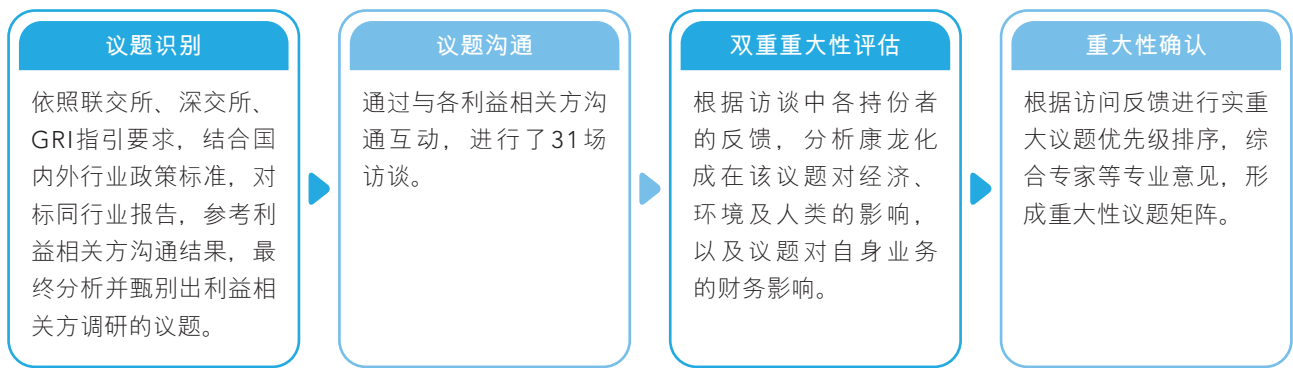 议题识别
依照联交所、深交所、
GRI指引要求，结合国
内外行业政策标准，对
标同行业报告，参考利
益相关方沟通结果，最
终分析并甄别出利益相
关方调研的议题。
议题沟通
通过与各利益相关方沟
通互动，进行了31场
访谈。
双重重大性评估
根据访谈中各持份者
的反馈，分析康龙化
成在该议题对经济、
环境及人类的影响，
以及议题对自身业务
的财务影响。
重大性确认
根据访问反馈进行实重
大议题优先级排序，综
合专家等专业意见，形
成重大性议题矩阵。